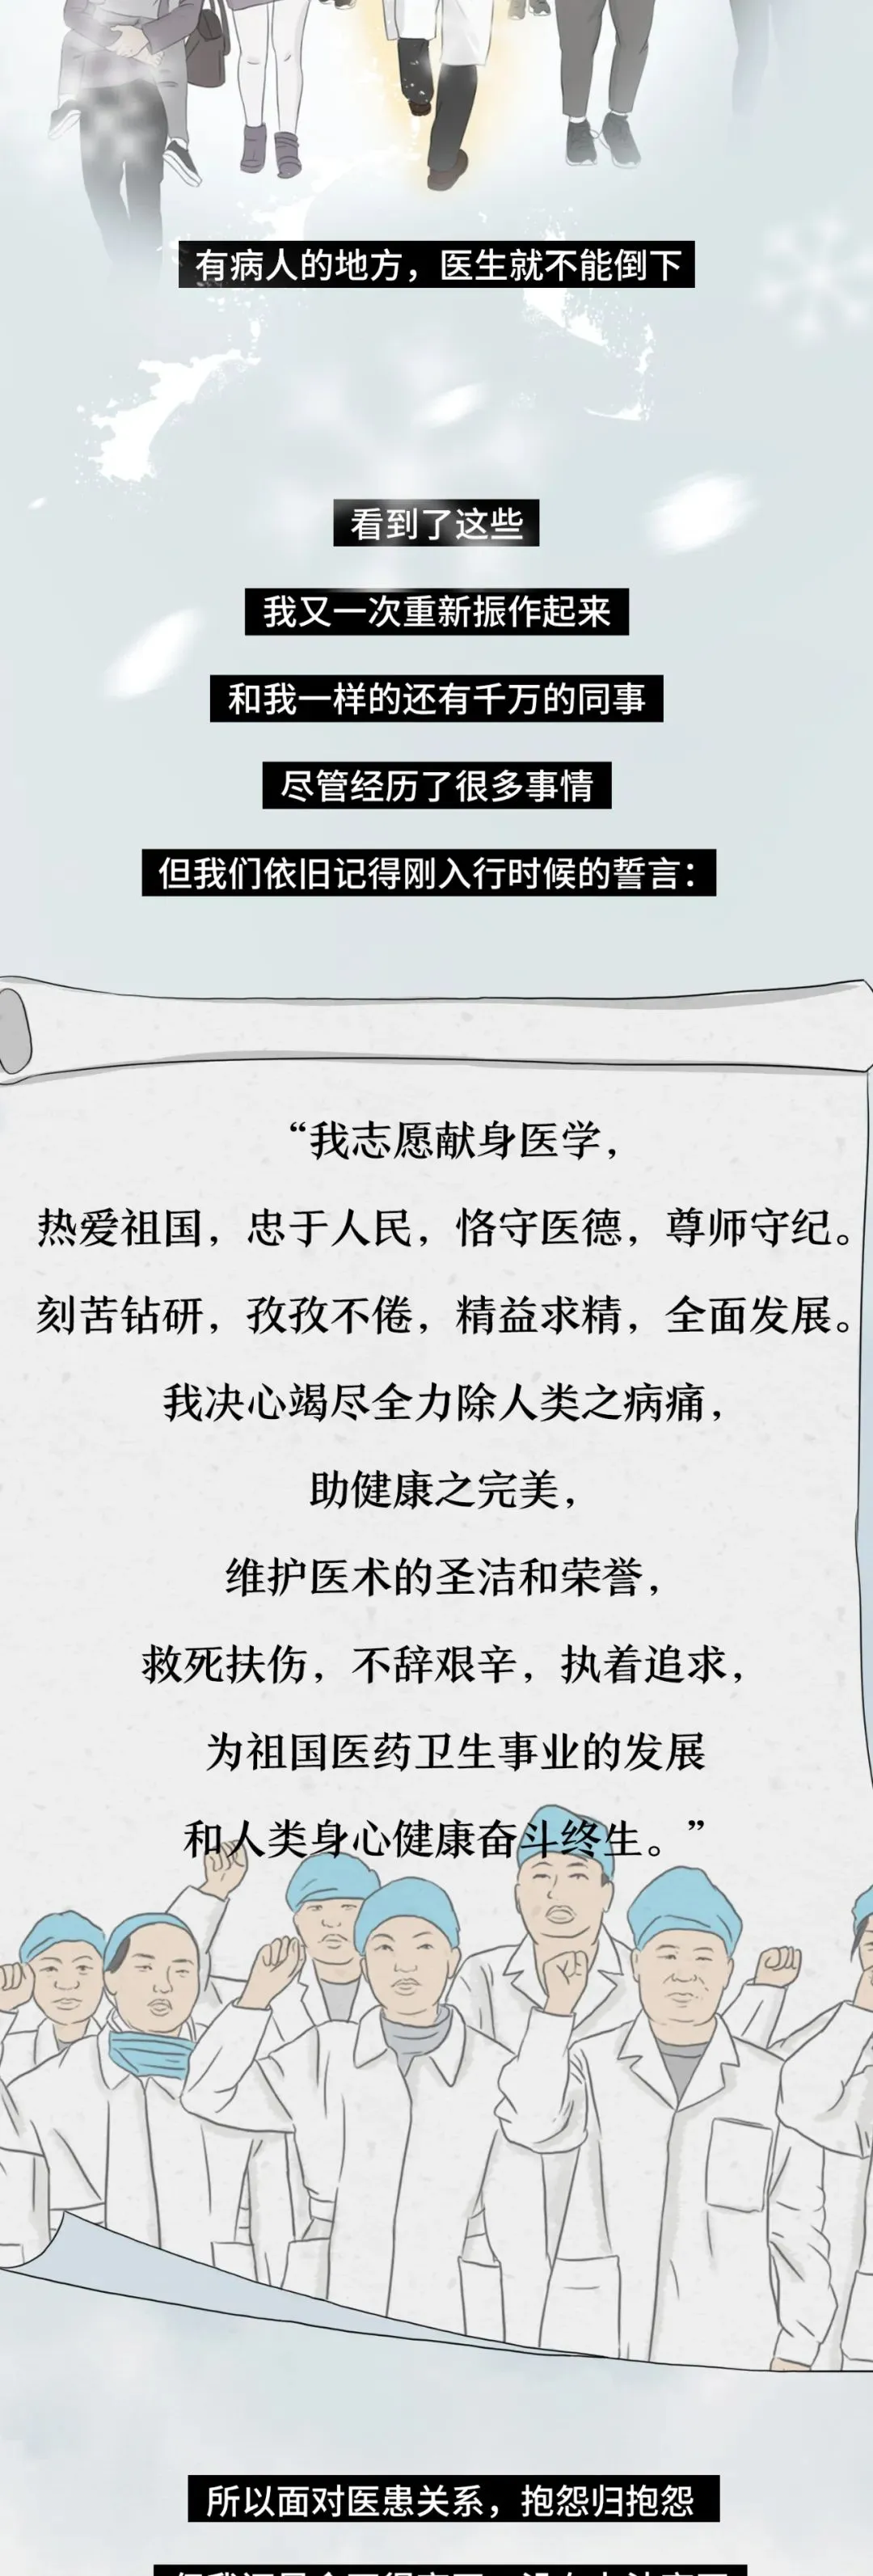 有病人的地方，医生就不能倒下
看到了这些
我又一次重新振作起来
和我一样的还有千万的同事
尽管经历了很多事情
但我们依旧记得刚入行时候的誓言：
“我志愿献身医学，
热爱祖国，忠于人民，恪守医德，尊师守纪。
刻苦钻研，孜孜不倦，精益求精，全面发展。
我决心竭尽全力除人类之病痛，
助健康之完美，
维护医术的圣洁和荣誉，
救死扶伤，不辞艰辛，执着追求，
为祖国医药卫生事业的发展
和人类身心健康奋斗终生。”
所以面对医患关系，抱怨归抱怨